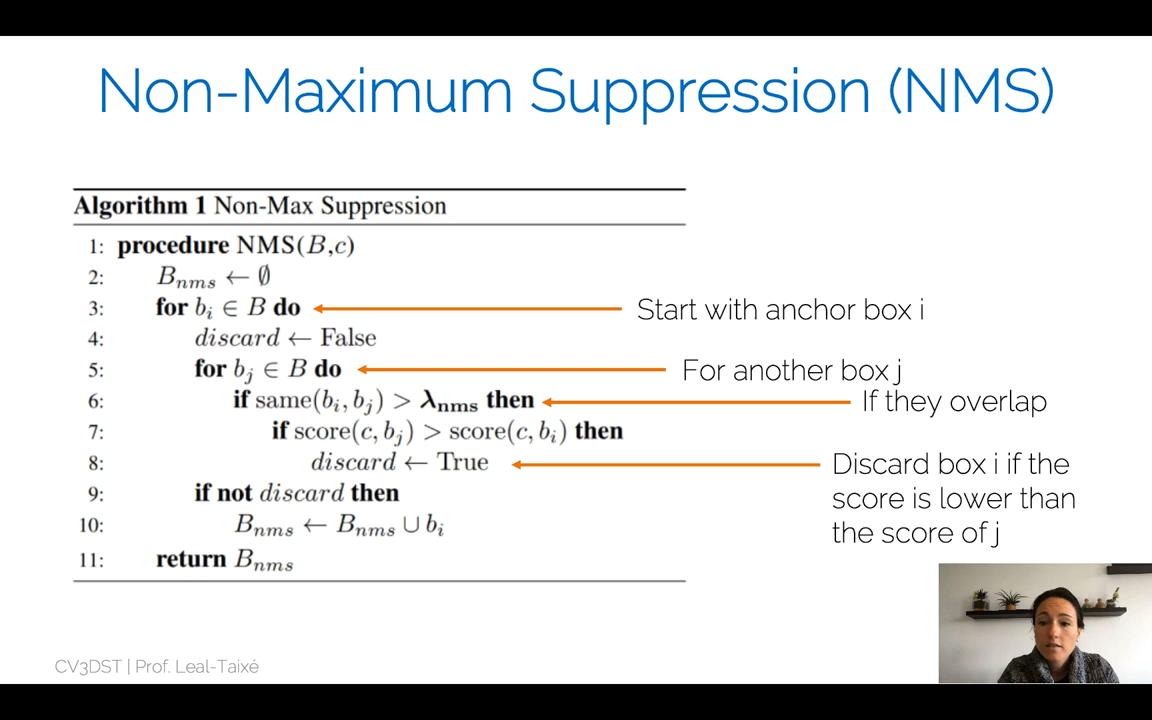 Non-Maximum Suppression (NMS)
Algorithm 1 Non-Max Suppression
1: procedure NMS(B,c)
2: B_nms ← ∅
3: for b_i ∈ B do
Start with anchor box i
4: discard ← False
5: for b_j ∈ B do
For another box j
6: if same(b_i, b_j) > λ_nms then
If they overlap
7: if score(c, b_j) > score(c, b_i) then
8: discard ← True
Discard box i if the
score is lower than
the score of j
9: if not discard then
10: B_nms ← B_nms ∪ b_i
11: return B_nms
CV3DST | Prof. Leal-Taixé